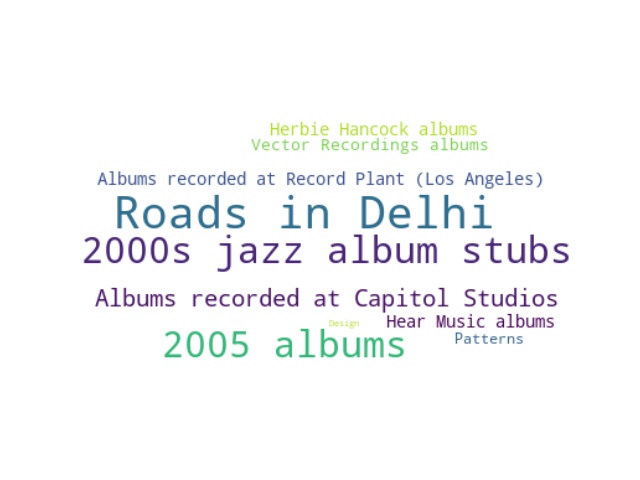 Herbie Hancock albums
Vector Recordings albums
Albums recorded at Record Plant (Los Angeles)
Roads in Delhi
2000s jazz album stubs
Albums recorded at Capitol Studios
Design
Hear Music albums
2005 albums
Patterns